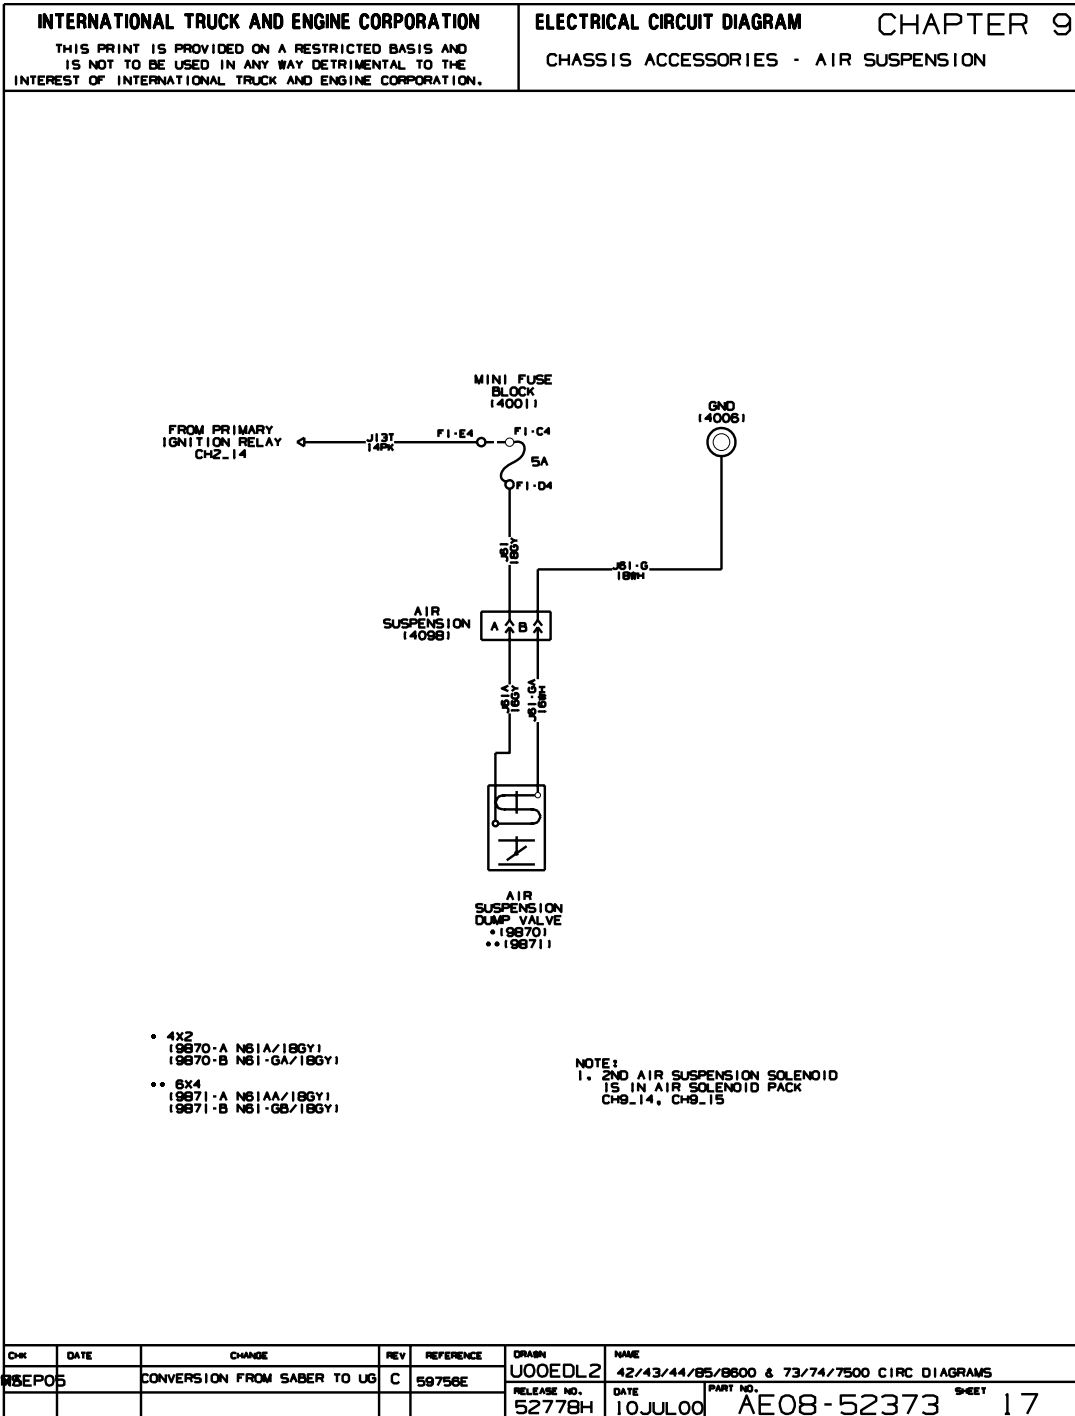 INTERNATIONAL TRUCK AND ENGINE CORPORATION
THIS PRINT IS PROVIDED ON A RESTRICTED BASIS AND
IS NOT TO BE USED IN ANY WAY DETRIMENTAL TO THE
INTEREST OF INTERNATIONAL TRUCK AND ENGINE CORPORATION.
ELECTRICAL CIRCUIT DIAGRAM
CHAPTER 9
CHASSIS ACCESSORIES - AIR SUSPENSION
MINI FUSE
BLOCK
(4001)
GND
(4006)
FROM PRIMARY
IGNITION RELAY
CH2_14
J13T
14PK
F1-E4
F1-C4
5A
F1-D4
J61
18GY
J61-G
18WH
AIR
SUSPENSION
(4098)
A B
J61A
16GY
J61-GA
16WH
AIR
SUSPENSION
DUMP VALVE
*(9870)
**(9871)
* 4X2
(9870-A N61A/18GY)
(9870-B N61-GA/18GY)
** 6X4
(9871-A N61AA/18GY)
(9871-B N61-GB/18GY)
NOTE:
1. 2ND AIR SUSPENSION SOLENOID
IS IN AIR SOLENOID PACK
CH9_14, CH9_15
CHK DATE CHANGE REV REFERENCE
SEP05 CONVERSION FROM SABER TO UG C 59756E
DRAWN
U00EDL2
NAME
42/43/44/85/8600 & 73/74/7500 CIRC DIAGRAMS
RELEASE NO.
52778H
DATE
10JUL00
PART NO.
AE08-52373
SHEET
17